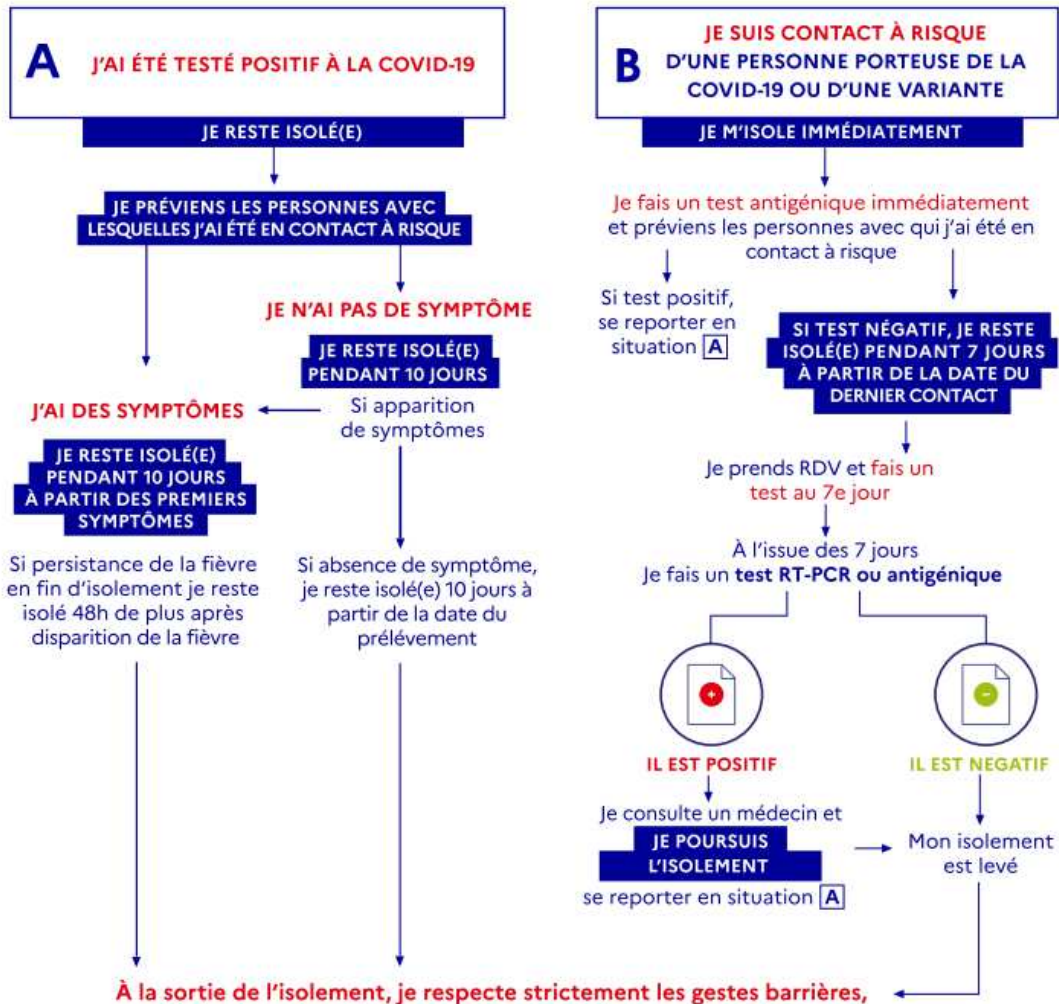 A
J'AI ÉTÉ TESTÉ POSITIF À LA COVID-19
JE RESTE ISOLÉ(E)
JE PRÉVIENS LES PERSONNES AVEC
LESQUELLES J'AI ÉTÉ EN CONTACT À RISQUE
JE N'AI PAS DE SYMPTÔME
JE RESTE ISOLÉ(E)
PENDANT 10 JOURS
Si apparition
de symptômes
J'AI DES SYMPTÔMES
JE RESTE ISOLÉ(E)
PENDANT 10 JOURS
À PARTIR DES PREMIERS
SYMPTÔMES
Si persistance de la fièvre
en fin d'isolement je reste
isolé 48h de plus après
disparition de la fièvre
Si absence de symptôme,
je reste isolé(e) 10 jours à
partir de la date du
prélévement
B
JE SUIS CONTACT À RISQUE
D'UNE PERSONNE PORTEUSE DE LA
COVID-19 OU D'UNE VARIANTE
JE M'ISOLE IMMÉDIATEMENT
Je fais un test antigénique immédiatement
et préviens les personnes avec qui j'ai été en
contact à risque
Si test positif,
se reporter en
situation A
SI TEST NÉGATIF, JE RESTE
ISOLÉ(E) PENDANT 7 JOURS
À PARTIR DE LA DATE DU
DERNIER CONTACT
Je prends RDV et fais un
test au 7e jour
À l'issue des 7 jours
Je fais un test RT-PCR ou antigénique
+
IL EST POSITIF
Je consulte un médecin et
JE POURSUIS
L'ISOLEMENT
se reporter en situation A
-
IL EST NEGATIF
Mon isolement
est levé
À la sortie de l'isolement, je respecte strictement les gestes barrières,